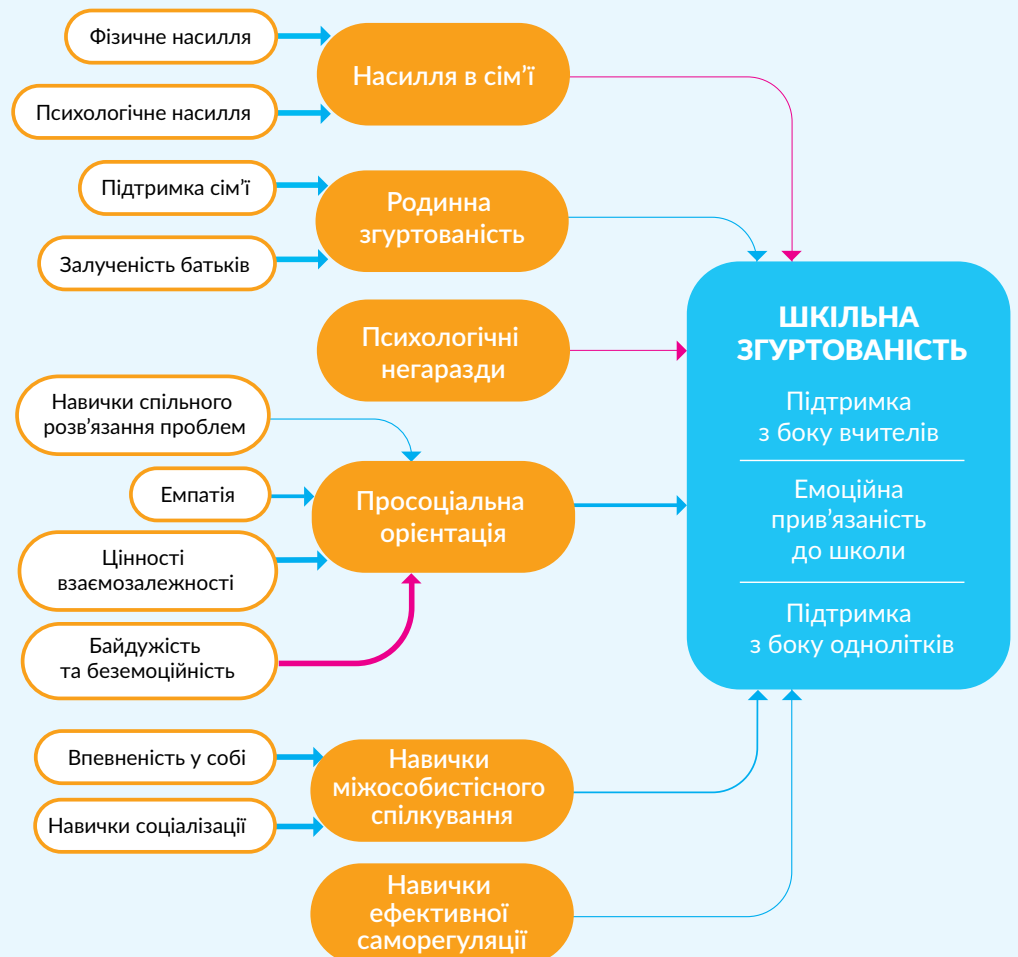 Фізичне насилля
Психологічне насилля
Насилля в сім’ї
Підтримка сім’ї
Залученість батьків
Родинна
згуртованість
Психологічні
негаразди
Навички спільного
розв’язання проблем
Емпатія
Цінності
взаємозалежності
Байдужість
та беземоційність
Просоціальна
орієнтація
Впевненість у собі
Навички соціалізації
Навички
міжособистісного
спілкування
Навички
ефективної
саморегуляції
ШКІЛЬНА
ЗГУРТОВАНІСТЬ
Підтримка
з боку вчителів
Емоційна
прив’язаність
до школи
Підтримка
з боку однолітків